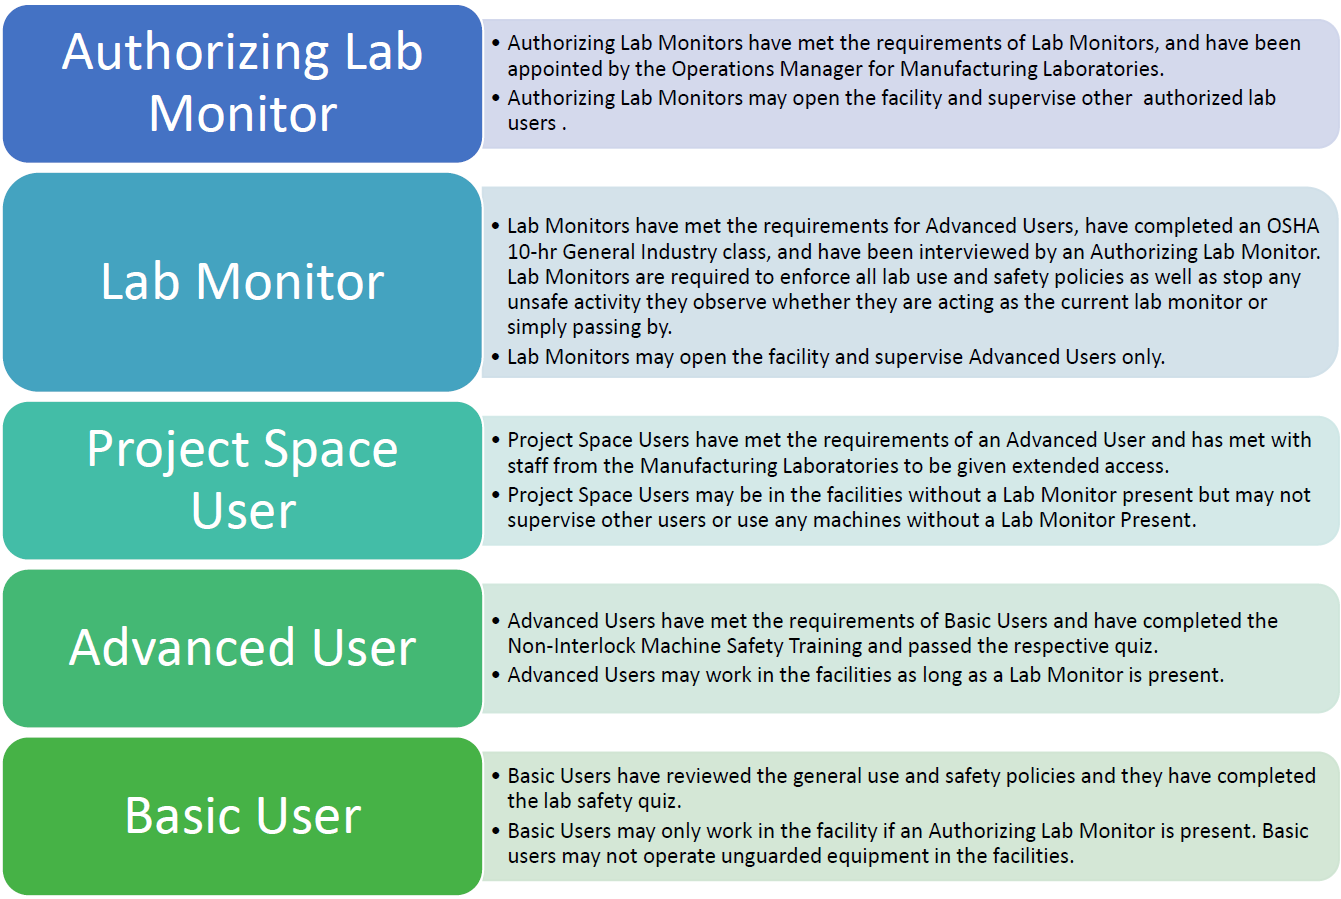 Authorizing Lab
Monitor
• Authorizing Lab Monitors have met the requirements of Lab Monitors, and have been
appointed by the Operations Manager for Manufacturing Laboratories.
• Authorizing Lab Monitors may open the facility and supervise other  authorized lab
users .
Lab Monitor
• Lab Monitors have met the requirements for Advanced Users, have completed an OSHA
10-hr General Industry class, and have been interviewed by an Authorizing Lab Monitor.
Lab Monitors are required to enforce all lab use and safety policies as well as stop any
unsafe activity they observe whether they are acting as the current lab monitor or
simply passing by.
• Lab Monitors may open the facility and supervise Advanced Users only.
Project Space
User
• Project Space Users have met the requirements of an Advanced User and has met with
staff from the Manufacturing Laboratories to be given extended access.
• Project Space Users may be in the facilities without a Lab Monitor present but may not
supervise other users or use any machines without a Lab Monitor Present.
Advanced User
• Advanced Users have met the requirements of Basic Users and have completed the
Non-Interlock Machine Safety Training and passed the respective quiz.
• Advanced Users may work in the facilities as long as a Lab Monitor is present.
Basic User
• Basic Users have reviewed the general use and safety policies and they have completed
the lab safety quiz.
• Basic Users may only work in the facility if an Authorizing Lab Monitor is present. Basic
users may not operate unguarded equipment in the facilities.